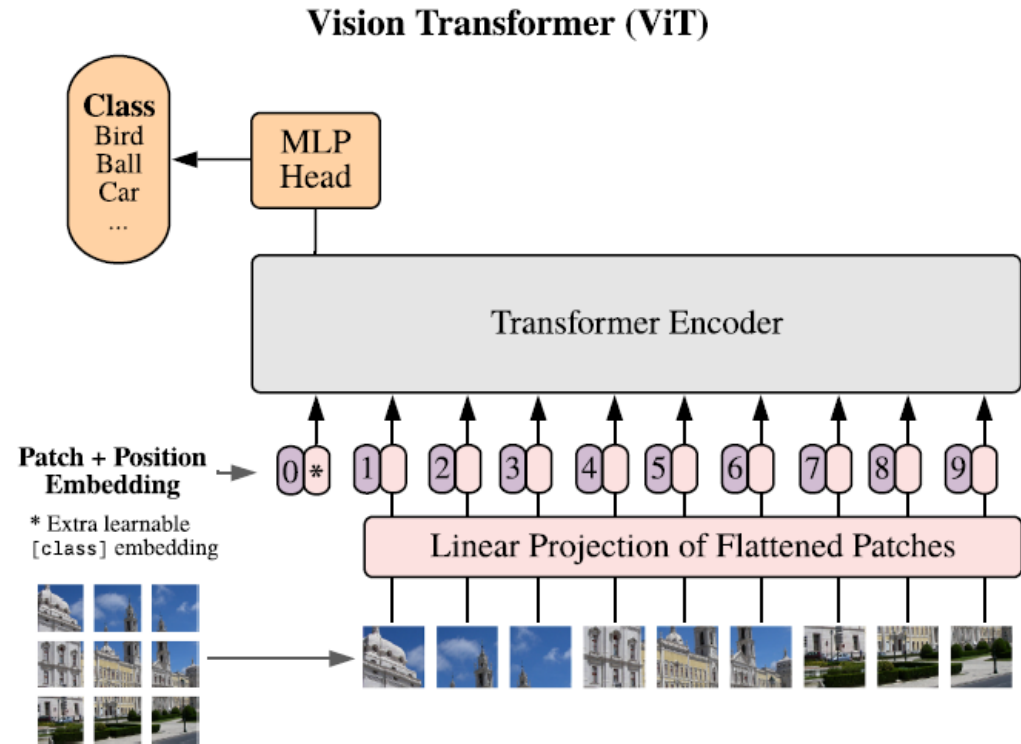 Vision Transformer (ViT)
Class
Bird
Ball
Car
...
MLP
Head
Transformer Encoder
Patch + Position
Embedding
0 * 1 2 3 4 5 6 7 8 9
* Extra learnable
[class] embedding
Linear Projection of Flattened Patches